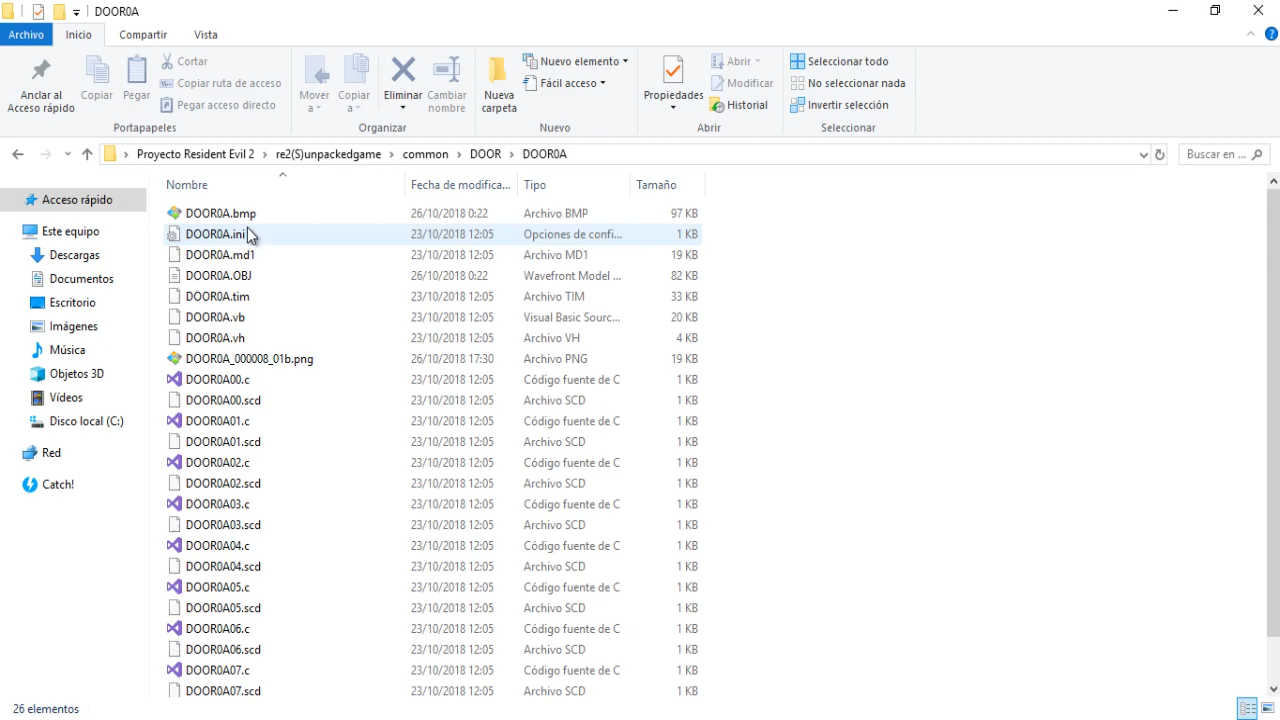 DOOR0A
Archivo Inicio Compartir Vista
Anclar al Acceso rápido
Copiar
Pegar
Cortar
Copiar ruta de acceso
Pegar acceso directo
Portapapeles
Mover a
Copiar a
Eliminar
Cambiar nombre
Organizar
Nueva carpeta
Nuevo elemento
Fácil acceso
Nuevo
Propiedades
Abrir
Modificar
Historial
Abrir
Seleccionar todo
No seleccionar nada
Invertir selección
Seleccionar
Proyecto Resident Evil 2 › re2(S)unpackedgame › common › DOOR › DOOR0A
Buscar en ...
Acceso rápido
Este equipo
Descargas
Documentos
Escritorio
Imágenes
Música
Objetos 3D
Vídeos
Disco local (C:)
Red
Catch!
Nombre Fecha de modifica... Tipo Tamaño
DOOR0A.bmp 26/10/2018 0:22 Archivo BMP 97 KB
DOOR0A.ini 23/10/2018 12:05 Opciones de confi... 1 KB
DOOR0A.md1 23/10/2018 12:05 Archivo MD1 19 KB
DOOR0A.OBJ 26/10/2018 0:22 Wavefront Model ... 82 KB
DOOR0A.tim 23/10/2018 12:05 Archivo TIM 33 KB
DOOR0A.vb 23/10/2018 12:05 Visual Basic Sourc... 20 KB
DOOR0A.vh 23/10/2018 12:05 Archivo VH 4 KB
DOOR0A_000008_01b.png 26/10/2018 17:30 Archivo PNG 19 KB
DOOR0A00.c 23/10/2018 12:05 Código fuente de C 1 KB
DOOR0A00.scd 23/10/2018 12:05 Archivo SCD 1 KB
DOOR0A01.c 23/10/2018 12:05 Código fuente de C 1 KB
DOOR0A01.scd 23/10/2018 12:05 Archivo SCD 1 KB
DOOR0A02.c 23/10/2018 12:05 Código fuente de C 1 KB
DOOR0A02.scd 23/10/2018 12:05 Archivo SCD 1 KB
DOOR0A03.c 23/10/2018 12:05 Código fuente de C 1 KB
DOOR0A03.scd 23/10/2018 12:05 Archivo SCD 1 KB
DOOR0A04.c 23/10/2018 12:05 Código fuente de C 1 KB
DOOR0A04.scd 23/10/2018 12:05 Archivo SCD 1 KB
DOOR0A05.c 23/10/2018 12:05 Código fuente de C 1 KB
DOOR0A05.scd 23/10/2018 12:05 Archivo SCD 1 KB
DOOR0A06.c 23/10/2018 12:05 Código fuente de C 1 KB
DOOR0A06.scd 23/10/2018 12:05 Archivo SCD 1 KB
DOOR0A07.c 23/10/2018 12:05 Código fuente de C 1 KB
DOOR0A07.scd 23/10/2018 12:05 Archivo SCD 1 KB
26 elementos